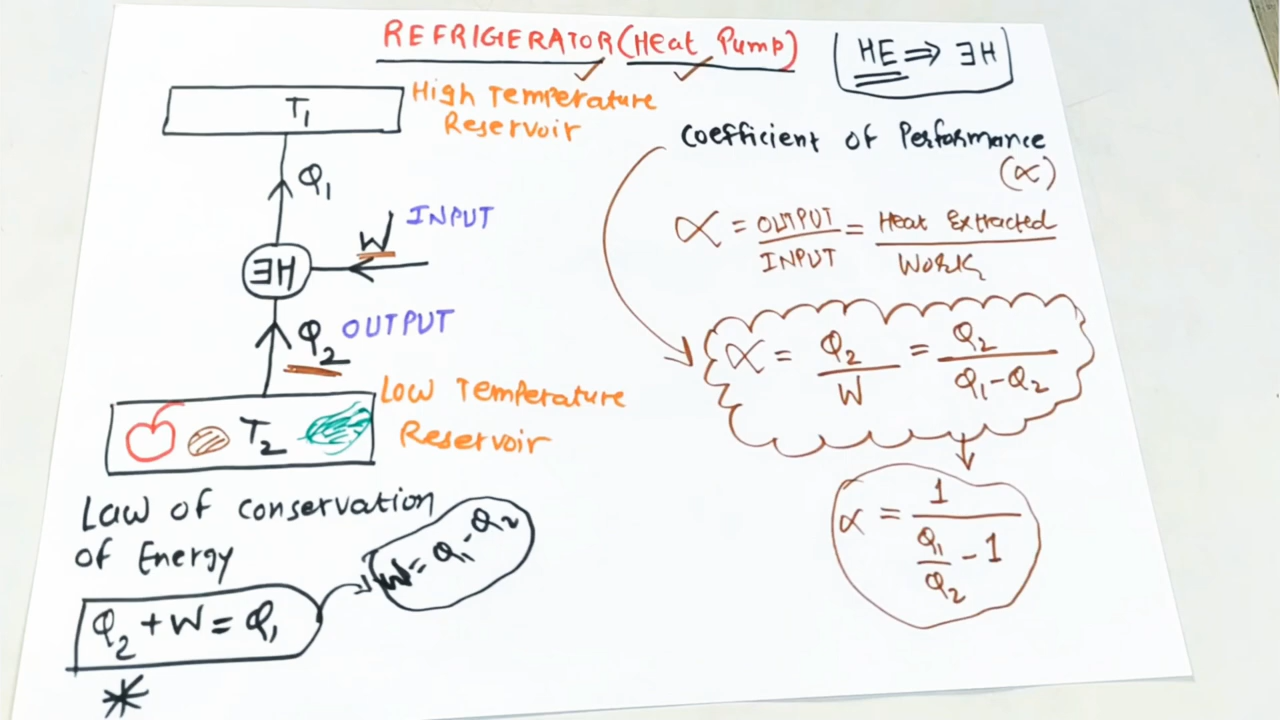 REFRIGERATOR (Heat Pump)
HE ⇒ ƎH
T₁
High Temperature
Reservoir
Q₁
W
INPUT
ƎH
Q₂
OUTPUT
T₂
Low Temperature
Reservoir
Law of conservation
of Energy
Q₂ + W = Q₁
W = Q₁ - Q₂
Coefficient of Performance
(α)
α = OUTPUT / INPUT = Heat Extracted / Work
α = Q₂ / W = Q₂ / Q₁ - Q₂
α = 1 / Q₁ / Q₂ - 1